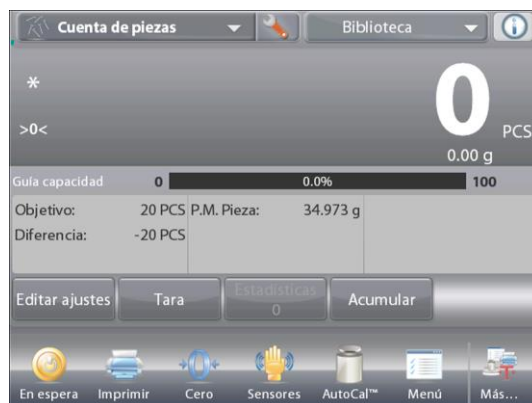 Cuenta de piezas Biblioteca
*
0 PCS
>0<
0.00 g
Guía capacidad 0 0.0% 100
Objetivo: 20 PCS P.M. Pieza: 34.973 g
Diferencia: -20 PCS
Editar ajustes Tara Estadísticas Acumular
0
En espera Imprimir Cero Sensores AutoCal™ Menú Más...